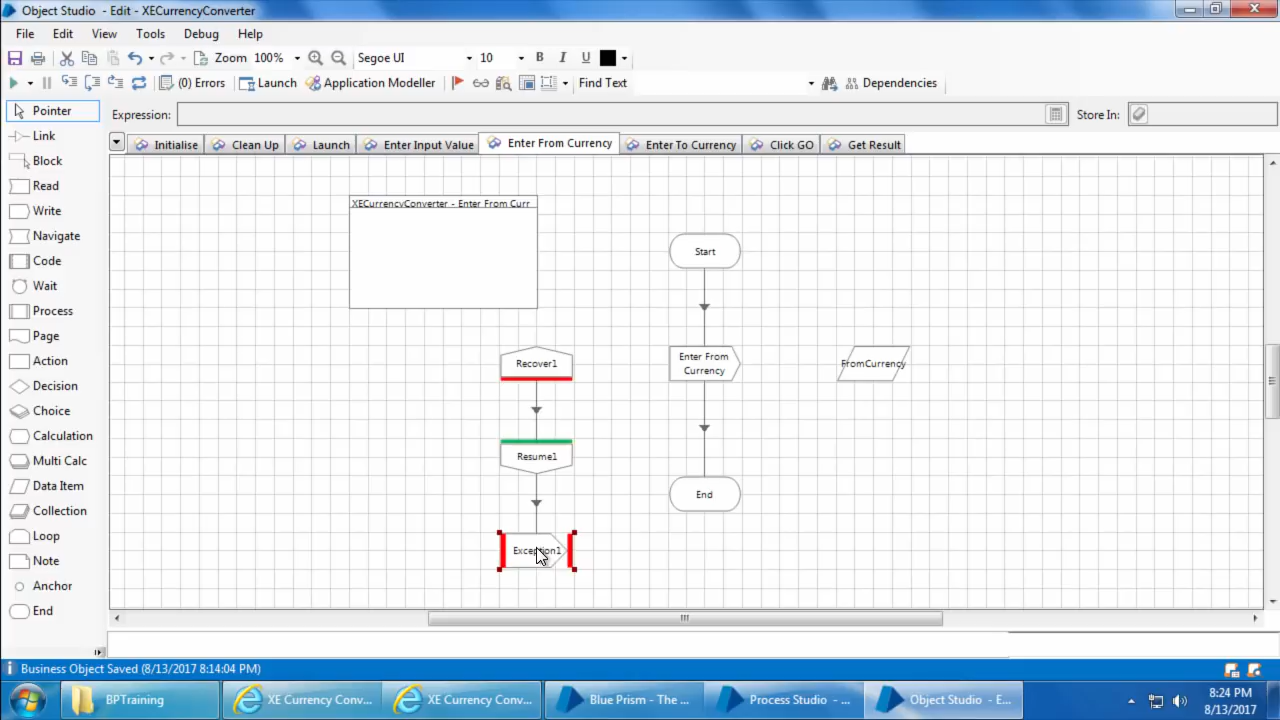 Object Studio - Edit - XECurrencyConverter
File Edit View Tools Debug Help
Zoom 100% Segoe UI 10 B I U
(0) Errors Launch Application Modeller Find Text Dependencies
Pointer
Expression: Store In:
Link
Initialise Clean Up Launch Enter Input Value Enter From Currency Enter To Currency Click GO Get Result
Block
Read
Write
Navigate
Code
Wait
Process
Page
Action
Decision
Choice
Calculation
Multi Calc
Data Item
Collection
Loop
Note
Anchor
End
XECurrencyConverter - Enter From Curr
Start
Recover1
Enter From
Currency
FromCurrency
Resume1
End
Exception1
Business Object Saved (8/13/2017 8:14:04 PM)
BPTraining XE Currency Conv... XE Currency Conv... Blue Prism - The ... Process Studio - ... Object Studio - E...
8:24 PM
8/13/2017